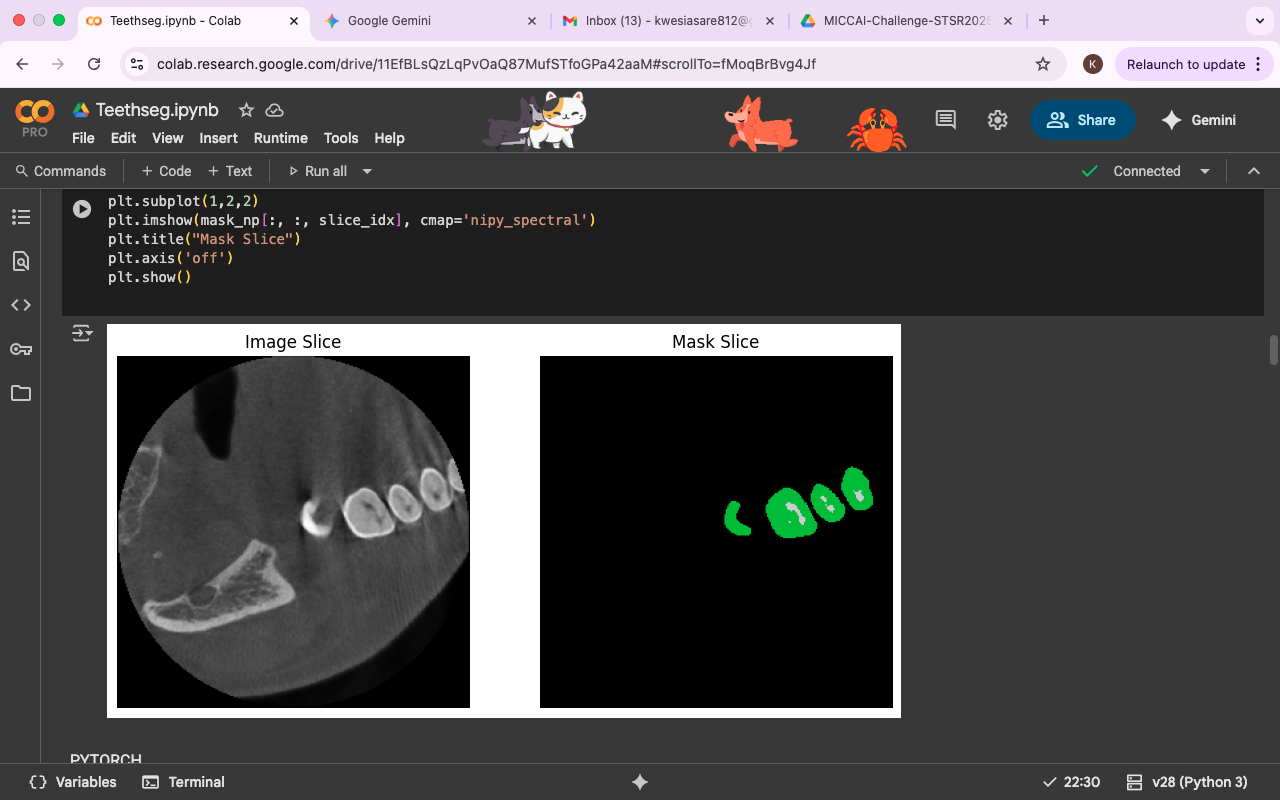 Teethseg.ipynb - Colab
Google Gemini
Inbox (13) - kwesiasare812@g
MICCAI-Challenge-STSR2025
colab.research.google.com/drive/11EfBLsQzLqPvOaQ87MufSTfoGPa42aaM#scrollTo=fMoqBrBvg4Jf
K
Relaunch to update
PRO
Teethseg.ipynb
File Edit View Insert Runtime Tools Help
Share
Gemini
Commands
+ Code
+ Text
Run all
Connected
plt.subplot(1,2,2)
plt.imshow(mask_np[:, :, slice_idx], cmap='nipy_spectral')
plt.title("Mask Slice")
plt.axis('off')
plt.show()
Image Slice
Mask Slice
PYTORCH
Variables
Terminal
22:30
v28 (Python 3)